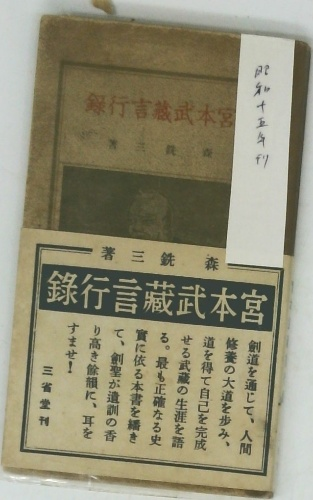 昭和十五年刊
宮本武藏言行錄
森銑三著
森銑三著
宮本武藏言行錄
劍道を通じて、人間
修養の大道を步み、
道を得て自己を完成
せる武藏の生涯を語
る。最も正確なる史
實に依る本書を繙き
て、劍聖が遺訓の香
り高き餘韻に、耳を
すませ！
三省堂刊